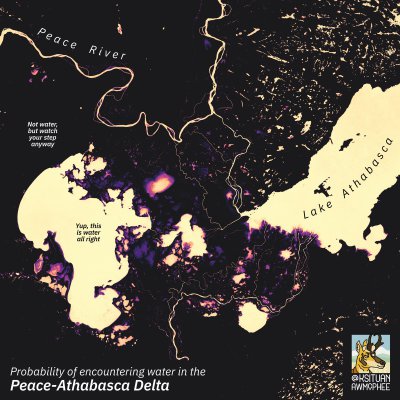 Peace River
Not water,
but watch
your step
anyway
Yup, this
is water
all right
Lake Athabasca
Probability of encountering water in the
Peace-Athabasca Delta
@KSITUAN
AWMOPHEE